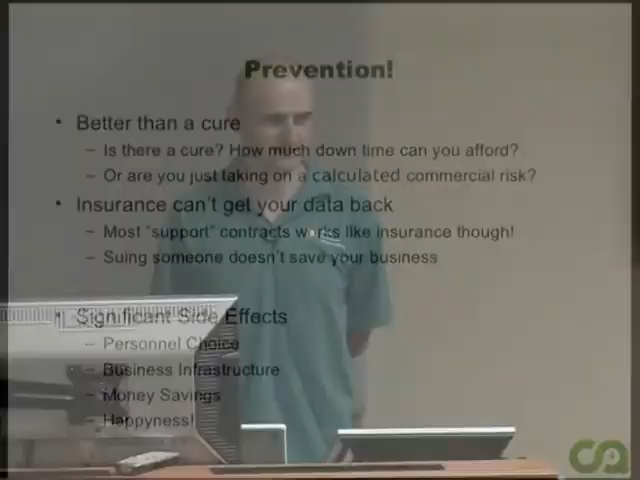 Prevention!
• Better than a cure
– Is there a cure? How much down time can you afford?
– Or are you just taking on a calculated commercial risk?
• Insurance can't get your data back
– Most "support" contracts works like insurance though!
– Suing someone doesn't save your business
• Significant Side Effects
– Personnel Choice
– Business Infrastructure
– Money Savings
– Happyness!